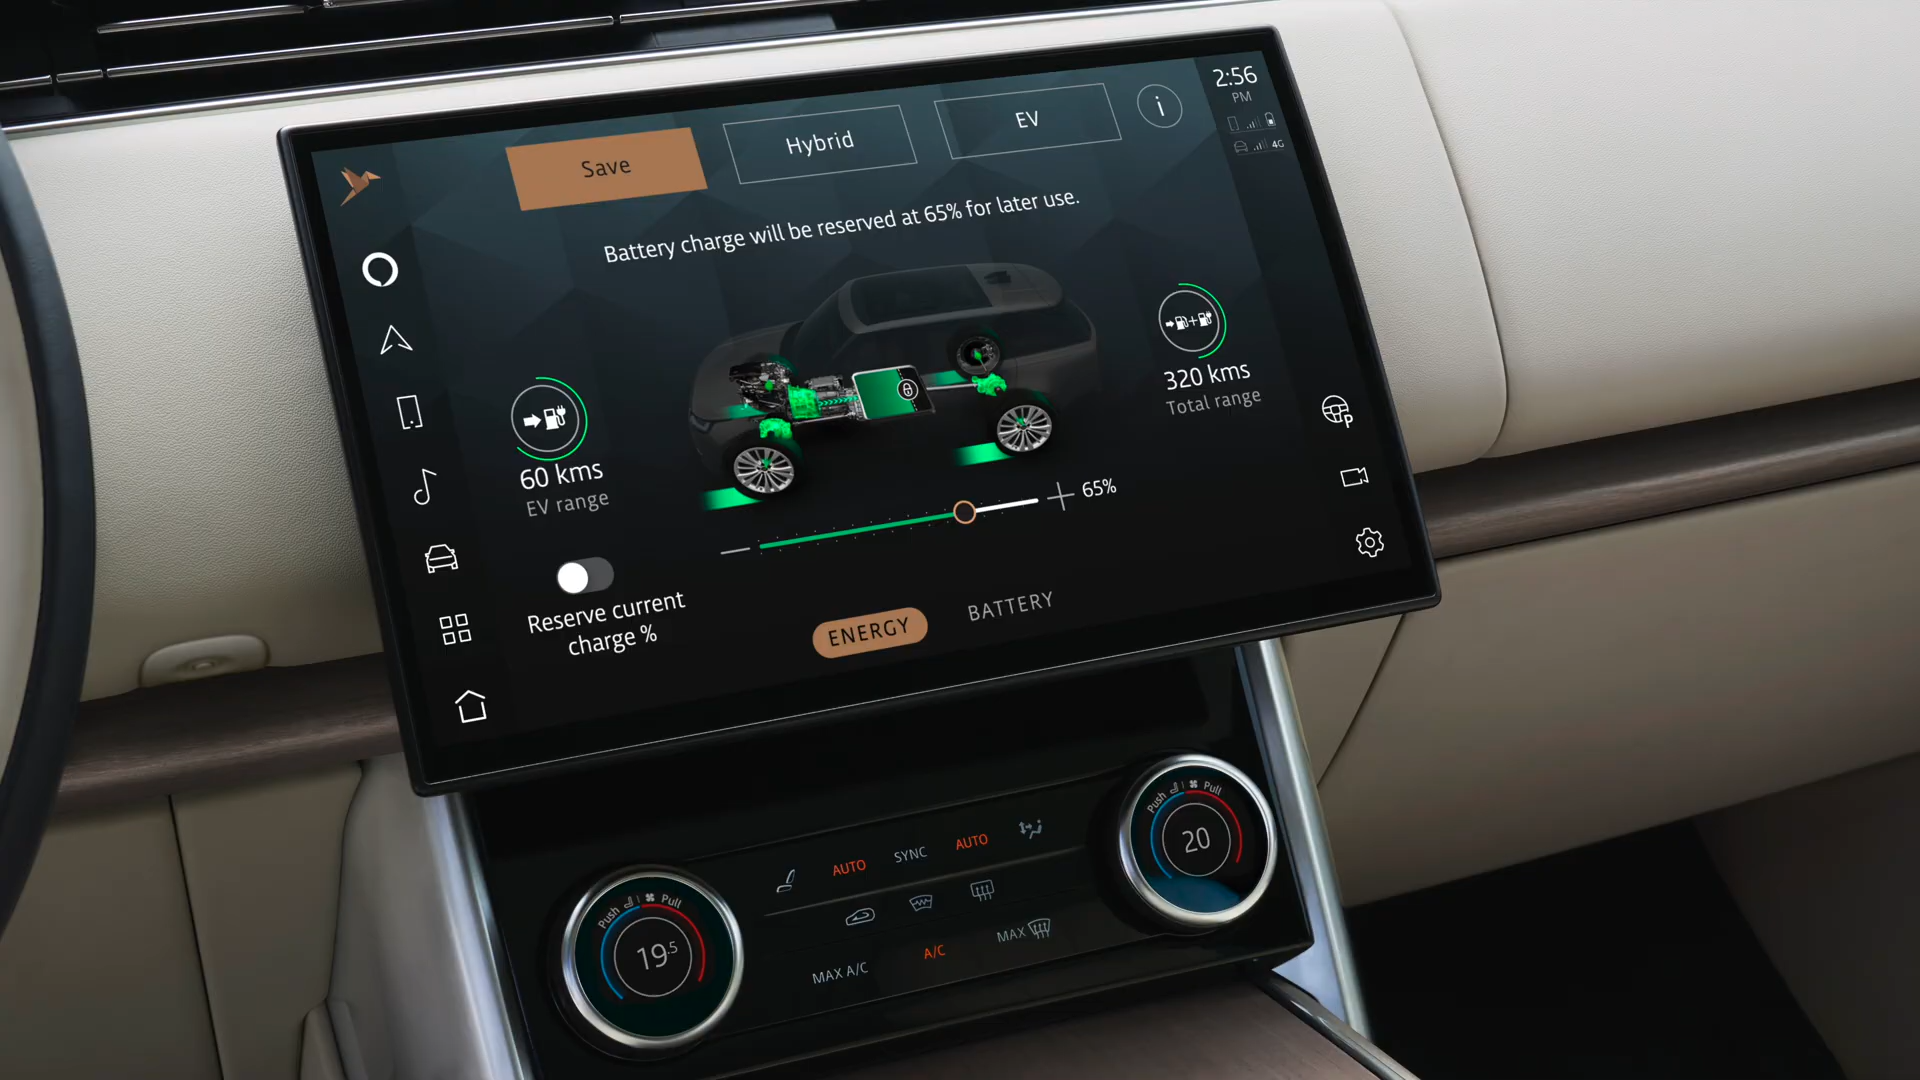 Save
Hybrid
EV
i
2:56
PM
4G
Battery charge will be reserved at 65% for later use.
60 kms
EV range
320 kms
Total range
P
65%
Reserve current
charge %
ENERGY
BATTERY
Push Pull
19.5
AUTO SYNC AUTO
MAX A/C
A/C
MAX
Push Pull
20